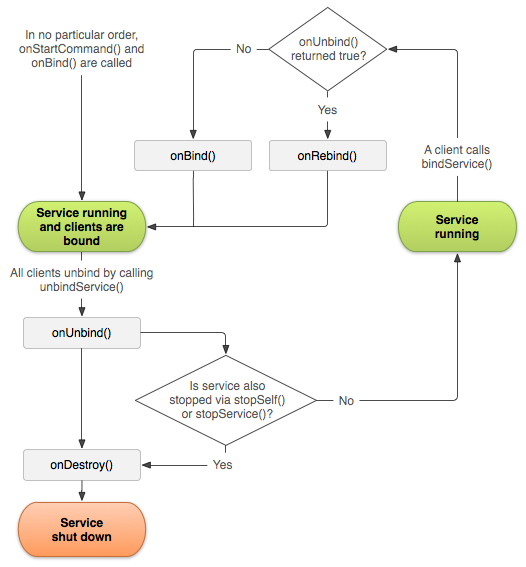 In no particular order,
onStartCommand() and
onBind() are called
No
onUnbind()
returned true?
Yes
onBind()
onRebind()
A client calls
bindService()
Service running
and clients are
bound
Service
running
All clients unbind by calling
unbindService()
onUnbind()
Is service also
stopped via stopSelf()
or stopService()?
No
Yes
onDestroy()
Service
shut down